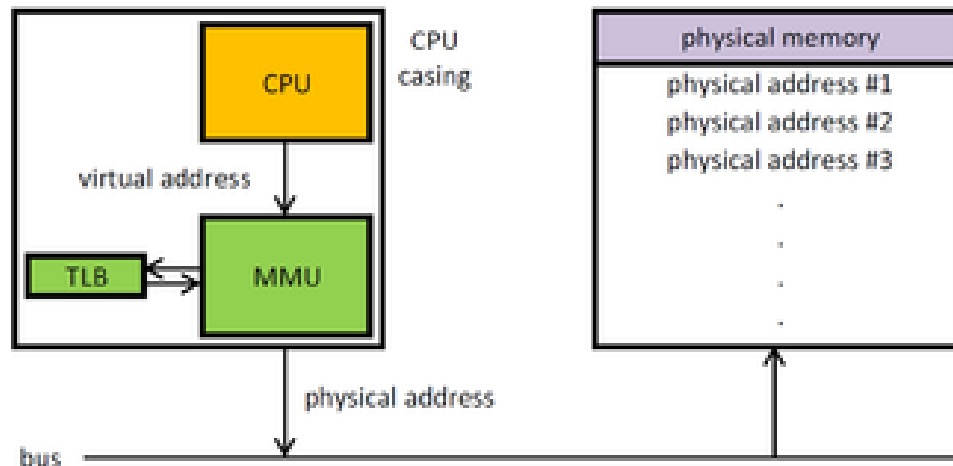 CPU
CPU
casing
virtual address
TLB
MMU
physical address
bus
physical memory
physical address #1
physical address #2
physical address #3
.
.
.
.